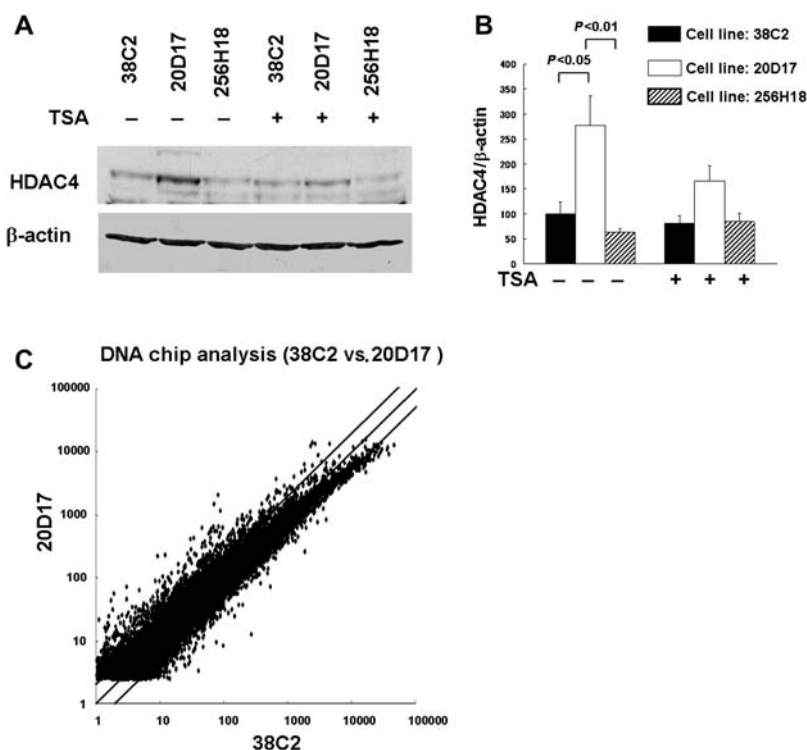 A
38C2 20D17 256H18 38C2 20D17 256H18
TSA – – – + + +
HDAC4
β-actin
B
Cell line: 38C2
Cell line: 20D17
Cell line: 256H18
P<0.01
P<0.05
HDAC4/β-actin
400
350
300
250
200
150
100
50
0
TSA – – – + + +
C
DNA chip analysis (38C2 vs. 20D17 )
20D17
100000
10000
1000
100
10
1
1 10 100 1000 10000 100000
38C2